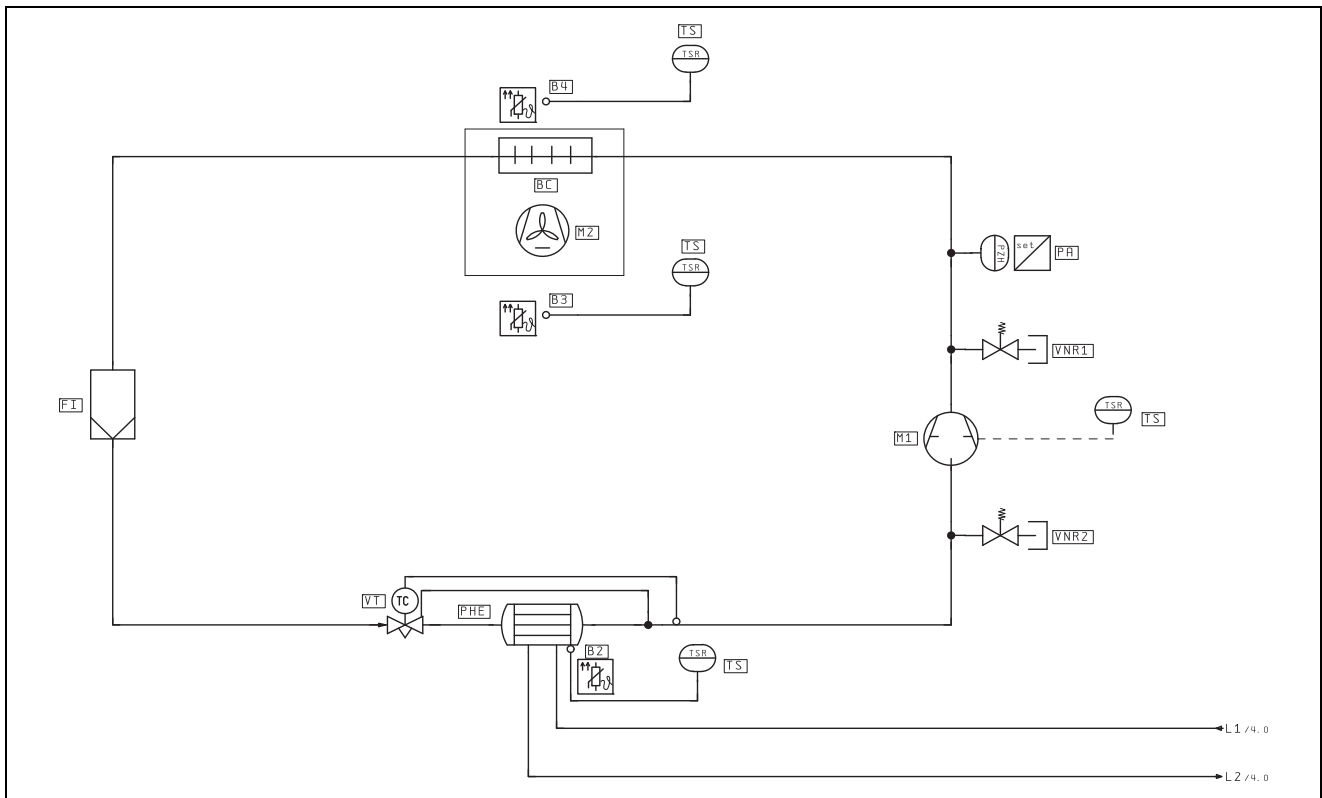 TS
TSR
B4
BC
M2
TS
TSR
PZH
set
PA
B3
VNR1
FI
TSR
TS
M1
VNR2
VT
TC
PHE
B2
TSR
TS
L1/4.0
L2/4.0